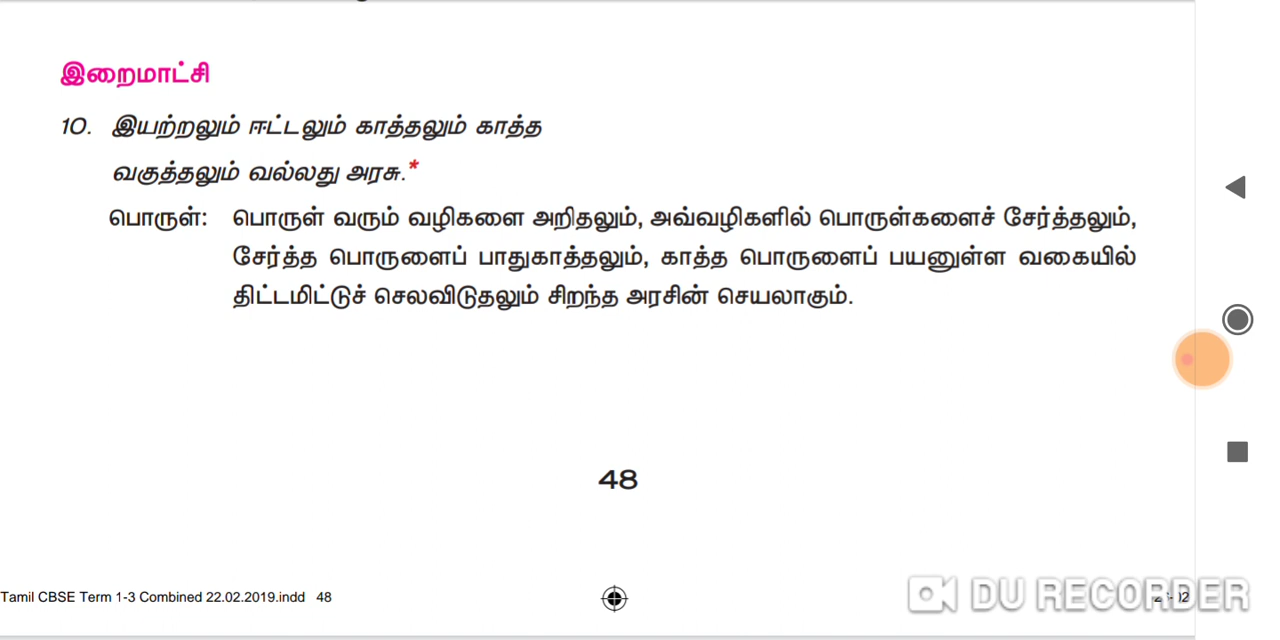 இறைமாட்சி
10. இயற்றலும் ஈட்டலும் காத்தலும் காத்த
வகுத்தலும் வல்லது அரசு.*
பொருள்: பொருள் வரும் வழிகளை அறிதலும், அவ்வழிகளில் பொருள்களைச் சேர்த்தலும்,
சேர்த்த பொருளைப் பாதுகாத்தலும், காத்த பொருளைப் பயனுள்ள வகையில்
திட்டமிட்டுச் செலவிடுதலும் சிறந்த அரசின் செயலாகும்.
48
Tamil CBSE Term 1-3 Combined 22.02.2019.indd 48
DU RECORDER